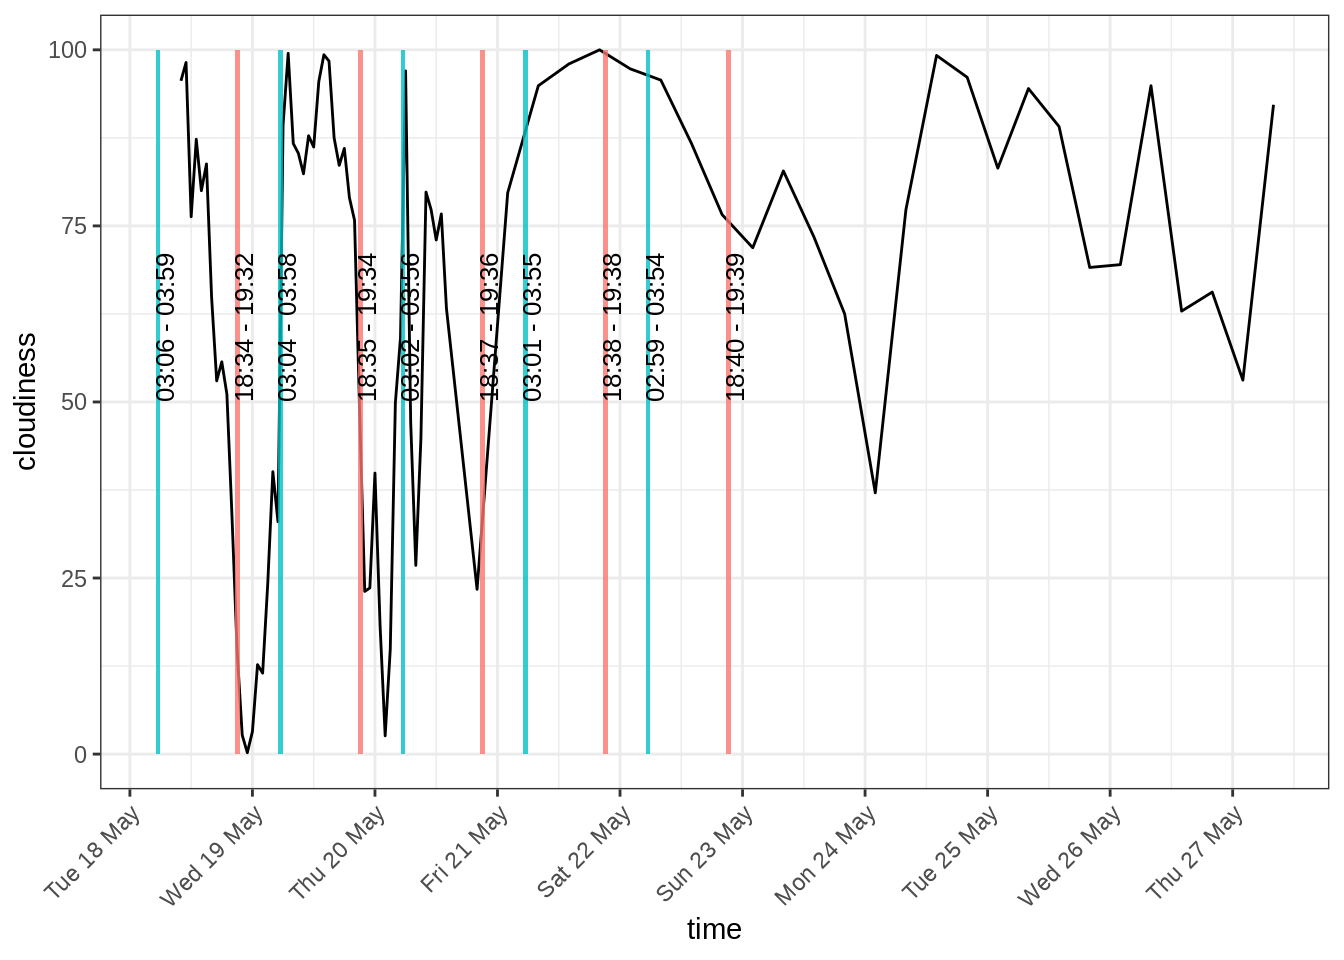 100
75
50
25
0
cloudiness
03:06 - 03:59
18:34 - 19:32
03:04 - 03:58
18:35 - 19:34
03:02 - 03:56
18:37 - 19:36
03:01 - 03:55
18:38 - 19:38
02:59 - 03:54
18:40 - 19:39
Tue 18 May
Wed 19 May
Thu 20 May
Fri 21 May
Sat 22 May
Sun 23 May
Mon 24 May
Tue 25 May
Wed 26 May
Thu 27 May
time